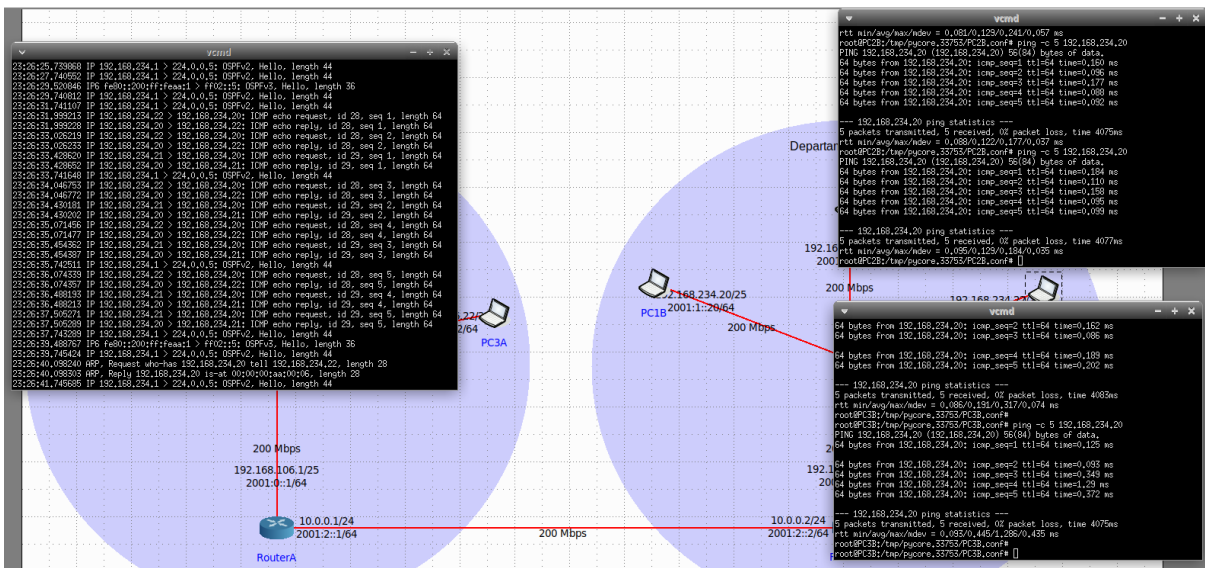 vcmd
23:26:25.739868 IP 192.168.234.1 > 224.0.0.5: OSPFv2, Hello, length 44
23:26:27.740552 IP 192.168.234.1 > 224.0.0.5: OSPFv2, Hello, length 44
23:26:29.520846 IP6 fe80::200:ff:feaa:1 > ff02::5: OSPFv3, Hello, length 36
23:26:29.740812 IP 192.168.234.1 > 224.0.0.5: OSPFv2, Hello, length 44
23:26:31.741107 IP 192.168.234.1 > 224.0.0.5: OSPFv2, Hello, length 44
23:26:31.999213 IP 192.168.234.22 > 192.168.234.20: ICMP echo request, id 28, seq 1, length 64
23:26:31.999228 IP 192.168.234.20 > 192.168.234.22: ICMP echo reply, id 28, seq 1, length 64
23:26:33.026219 IP 192.168.234.22 > 192.168.234.20: ICMP echo request, id 28, seq 2, length 64
23:26:33.026233 IP 192.168.234.20 > 192.168.234.22: ICMP echo reply, id 28, seq 2, length 64
23:26:33.428620 IP 192.168.234.21 > 192.168.234.20: ICMP echo request, id 29, seq 1, length 64
23:26:33.428652 IP 192.168.234.20 > 192.168.234.21: ICMP echo reply, id 29, seq 1, length 64
23:26:33.741648 IP 192.168.234.1 > 224.0.0.5: OSPFv2, Hello, length 44
23:26:34.046753 IP 192.168.234.22 > 192.168.234.20: ICMP echo request, id 28, seq 3, length 64
23:26:34.046772 IP 192.168.234.20 > 192.168.234.22: ICMP echo reply, id 28, seq 3, length 64
23:26:34.430181 IP 192.168.234.21 > 192.168.234.20: ICMP echo request, id 29, seq 2, length 64
23:26:34.430202 IP 192.168.234.20 > 192.168.234.21: ICMP echo reply, id 29, seq 2, length 64
23:26:35.071456 IP 192.168.234.22 > 192.168.234.20: ICMP echo request, id 28, seq 4, length 64
23:26:35.071477 IP 192.168.234.20 > 192.168.234.22: ICMP echo reply, id 28, seq 4, length 64
23:26:35.454362 IP 192.168.234.21 > 192.168.234.20: ICMP echo request, id 29, seq 3, length 64
23:26:35.454387 IP 192.168.234.20 > 192.168.234.21: ICMP echo reply, id 29, seq 3, length 64
23:26:35.742511 IP 192.168.234.1 > 224.0.0.5: OSPFv2, Hello, length 44
23:26:36.074339 IP 192.168.234.22 > 192.168.234.20: ICMP echo request, id 28, seq 5, length 64
23:26:36.074357 IP 192.168.234.20 > 192.168.234.22: ICMP echo reply, id 28, seq 5, length 64
23:26:36.488193 IP 192.168.234.21 > 192.168.234.20: ICMP echo request, id 29, seq 4, length 64
23:26:36.488213 IP 192.168.234.20 > 192.168.234.21: ICMP echo reply, id 29, seq 4, length 64
23:26:37.505271 IP 192.168.234.21 > 192.168.234.20: ICMP echo request, id 29, seq 5, length 64
23:26:37.505289 IP 192.168.234.20 > 192.168.234.21: ICMP echo reply, id 29, seq 5, length 64
23:26:37.743289 IP 192.168.234.1 > 224.0.0.5: OSPFv2, Hello, length 44
23:26:39.488767 IP6 fe80::200:ff:feaa:1 > ff02::5: OSPFv3, Hello, length 36
23:26:39.745424 IP 192.168.234.1 > 224.0.0.5: OSPFv2, Hello, length 44
23:26:40.098240 ARP, Request who-has 192.168.234.20 tell 192.168.234.22, length 28
23:26:40.098303 ARP, Reply 192.168.234.20 is-at 00:00:00:aa:00:06, length 28
23:26:41.745685 IP 192.168.234.1 > 224.0.0.5: OSPFv2, Hello, length 44
PC3A
200 Mbps
192.168.106.1/25
2001:0::1/64
10.0.0.1/24
2001:2::1/64
RouterA
200 Mbps
Departan
PC1B
192.168.234.20/25
2001:1::20/64
200 Mbps
200 Mbps
10.0.0.2/24
2001:2::2/64
vcmd
rtt min/avg/max/mdev = 0.081/0.129/0.241/0.057 ms
root@PC2B:/tmp/pycore.33753/PC2B.conf# ping -c 5 192.168.234.20
PING 192.168.234.20 (192.168.234.20) 56(84) bytes of data.
64 bytes from 192.168.234.20: icmp_seq=1 ttl=64 time=0.160 ms
64 bytes from 192.168.234.20: icmp_seq=2 ttl=64 time=0.096 ms
64 bytes from 192.168.234.20: icmp_seq=3 ttl=64 time=0.177 ms
64 bytes from 192.168.234.20: icmp_seq=4 ttl=64 time=0.088 ms
64 bytes from 192.168.234.20: icmp_seq=5 ttl=64 time=0.092 ms
--- 192.168.234.20 ping statistics ---
5 packets transmitted, 5 received, 0% packet loss, time 4075ms
rtt min/avg/max/mdev = 0.088/0.122/0.177/0.037 ms
root@PC2B:/tmp/pycore.33753/PC2B.conf# ping -c 5 192.168.234.20
PING 192.168.234.20 (192.168.234.20) 56(84) bytes of data.
64 bytes from 192.168.234.20: icmp_seq=1 ttl=64 time=0.184 ms
64 bytes from 192.168.234.20: icmp_seq=2 ttl=64 time=0.110 ms
64 bytes from 192.168.234.20: icmp_seq=3 ttl=64 time=0.158 ms
64 bytes from 192.168.234.20: icmp_seq=4 ttl=64 time=0.095 ms
64 bytes from 192.168.234.20: icmp_seq=5 ttl=64 time=0.099 ms
--- 192.168.234.20 ping statistics ---
5 packets transmitted, 5 received, 0% packet loss, time 4077ms
rtt min/avg/max/mdev = 0.095/0.129/0.184/0.035 ms
root@PC2B:/tmp/pycore.33753/PC2B.conf#
vcmd
64 bytes from 192.168.234.20: icmp_seq=2 ttl=64 time=0.162 ms
64 bytes from 192.168.234.20: icmp_seq=3 ttl=64 time=0.086 ms
64 bytes from 192.168.234.20: icmp_seq=4 ttl=64 time=0.189 ms
64 bytes from 192.168.234.20: icmp_seq=5 ttl=64 time=0.202 ms
--- 192.168.234.20 ping statistics ---
5 packets transmitted, 5 received, 0% packet loss, time 4083ms
rtt min/avg/max/mdev = 0.086/0.191/0.317/0.074 ms
root@PC3B:/tmp/pycore.33753/PC3B.conf#
root@PC3B:/tmp/pycore.33753/PC3B.conf# ping -c 5 192.168.234.20
PING 192.168.234.20 (192.168.234.20) 56(84) bytes of data.
64 bytes from 192.168.234.20: icmp_seq=1 ttl=64 time=0.125 ms
64 bytes from 192.168.234.20: icmp_seq=2 ttl=64 time=0.093 ms
64 bytes from 192.168.234.20: icmp_seq=3 ttl=64 time=0.349 ms
64 bytes from 192.168.234.20: icmp_seq=4 ttl=64 time=1.29 ms
64 bytes from 192.168.234.20: icmp_seq=5 ttl=64 time=0.372 ms
--- 192.168.234.20 ping statistics ---
5 packets transmitted, 5 received, 0% packet loss, time 4075ms
rtt min/avg/max/mdev = 0.093/0.445/1.286/0.435 ms
root@PC3B:/tmp/pycore.33753/PC3B.conf#
root@PC3B:/tmp/pycore.33753/PC3B.conf#